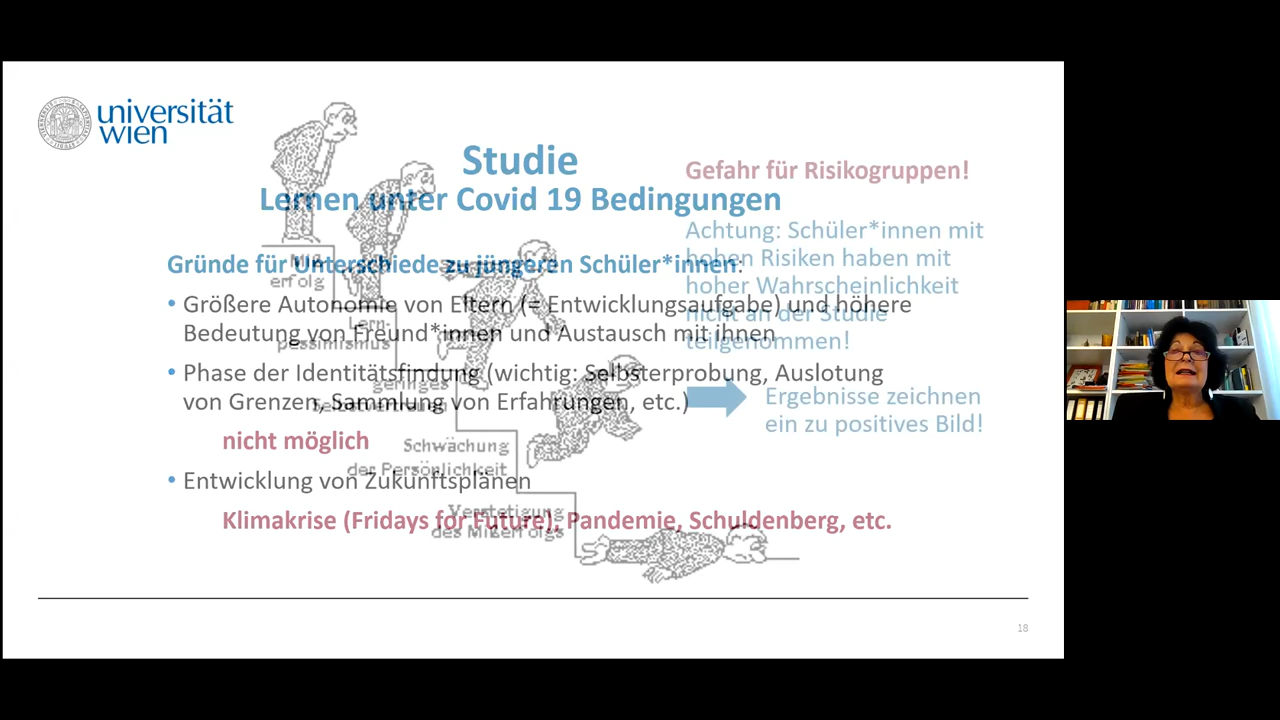 universität
wien
Studie
Lernen unter Covid 19 Bedingungen
Gründe für Unterschiede zu jüngeren Schüler*innen:
• Größere Autonomie von Eltern (= Entwicklungsaufgabe) und höhere
Bedeutung von Freund*innen und Austausch mit ihnen
• Phase der Identitätsfindung (wichtig: Selbsterprobung, Auslotung
von Grenzen, Sammlung von Erfahrungen, etc.)
nicht möglich
• Entwicklung von Zukunftsplänen
Klimakrise (Fridays for Future), Pandemie, Schuldenberg, etc.
Gefahr für Risikogruppen!
Achtung: Schüler*innen mit
hohen Risiken haben mit
hoher Wahrscheinlichkeit
nicht an der Studie
teilgenommen!
Ergebnisse zeichnen
ein zu positives Bild!
Miß
erfolg
Lern-
pessimismus
geringes
Schwächung
der Persönlichkeit
Verstetigung
des Mißerfolgs
18